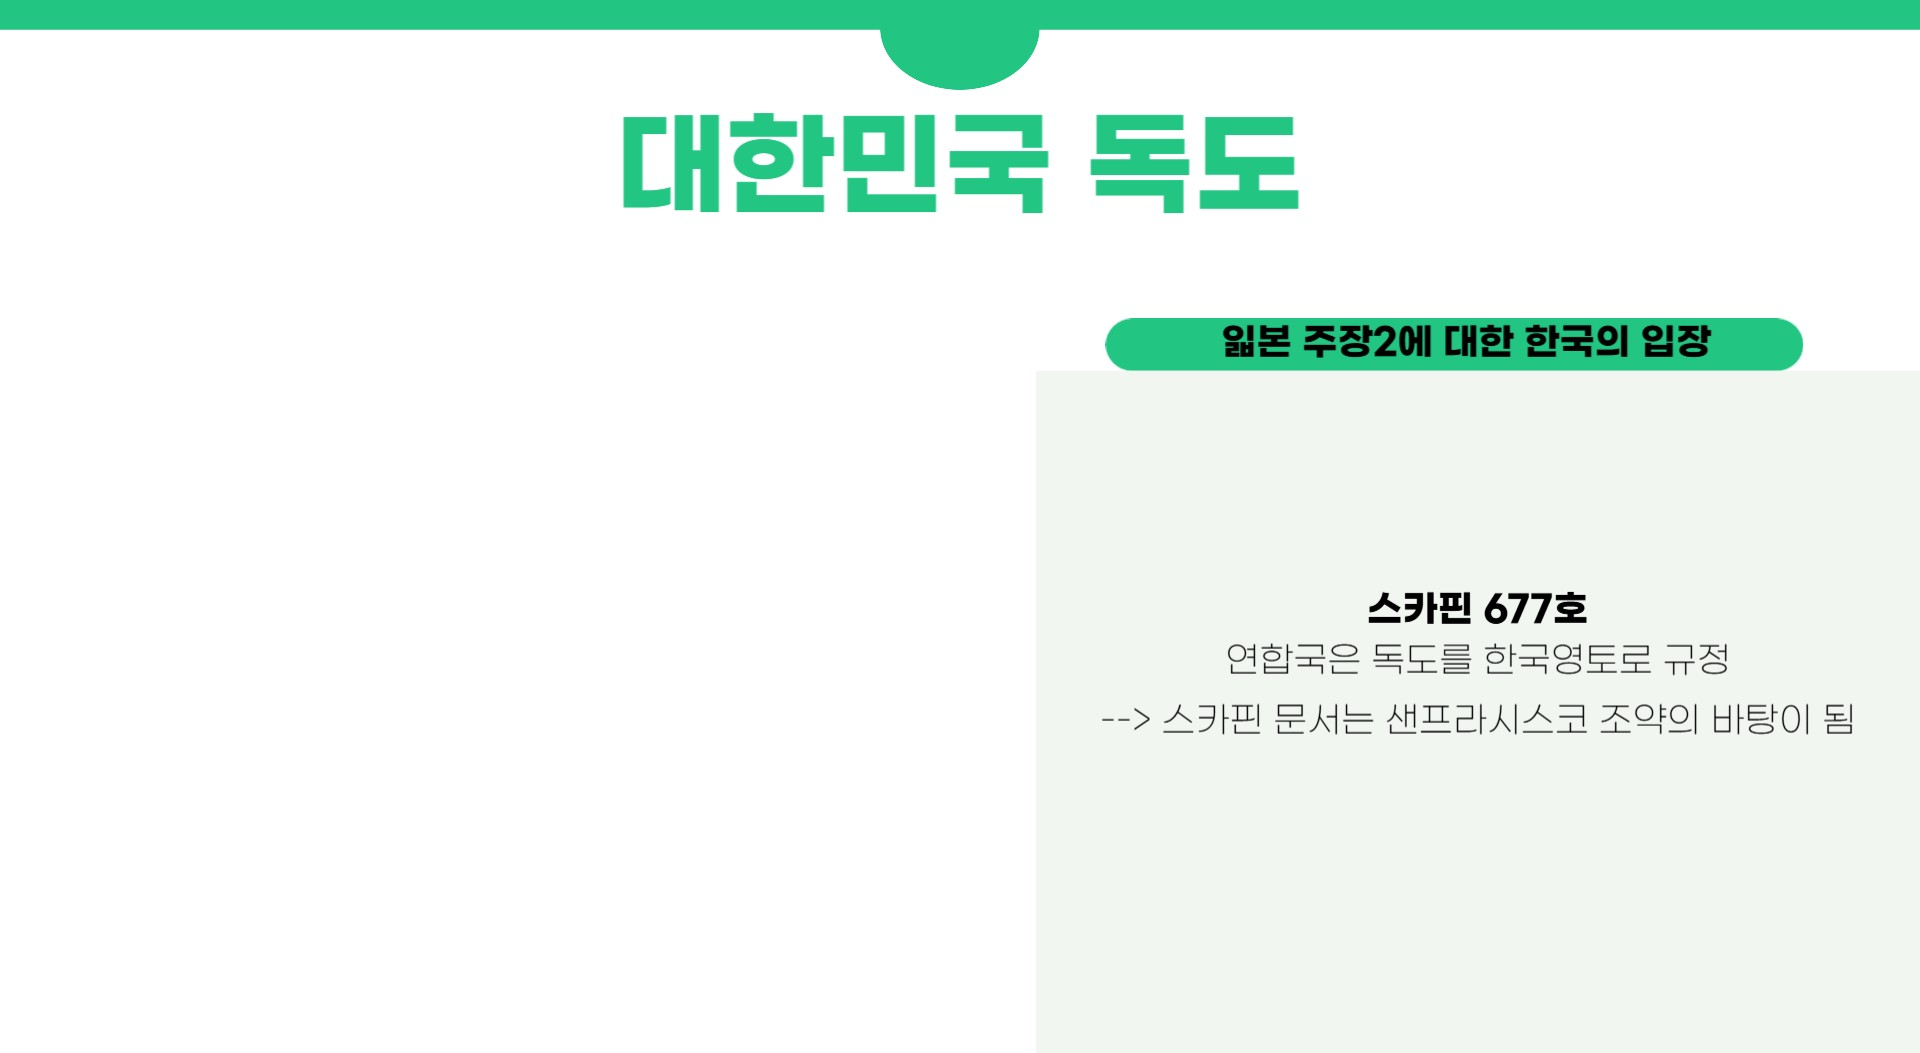 대한민국 독도
잃본 주장2에 대한 한국의 입장
스카핀 677호
연합국은 독도를 한국영토로 규정
--> 스카핀 문서는 샌프라시스코 조약의 바탕이 됨